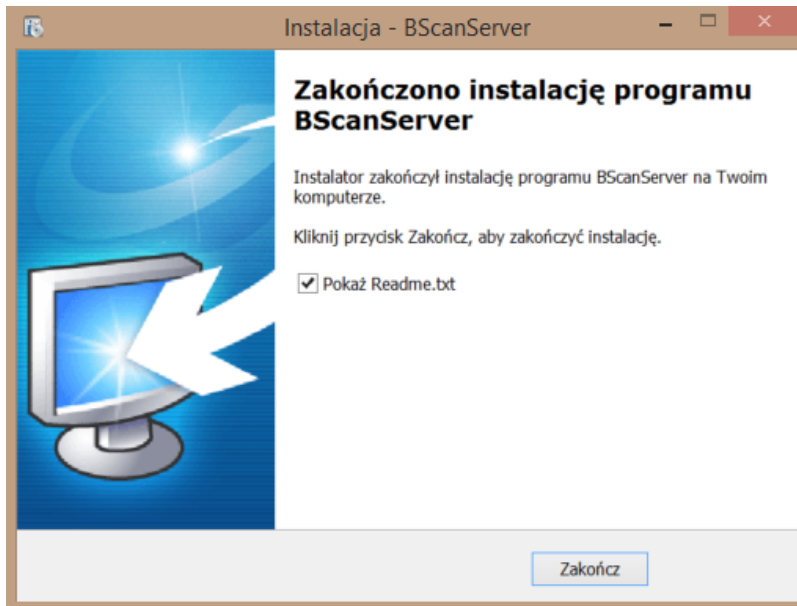 Instalacja - BScanServer
Zakończono instalację programu
BScanServer
Instalator zakończył instalację programu BScanServer na Twoim
komputerze.
Kliknij przycisk Zakończ, aby zakończyć instalację.
Pokaż Readme.txt
Zakończ